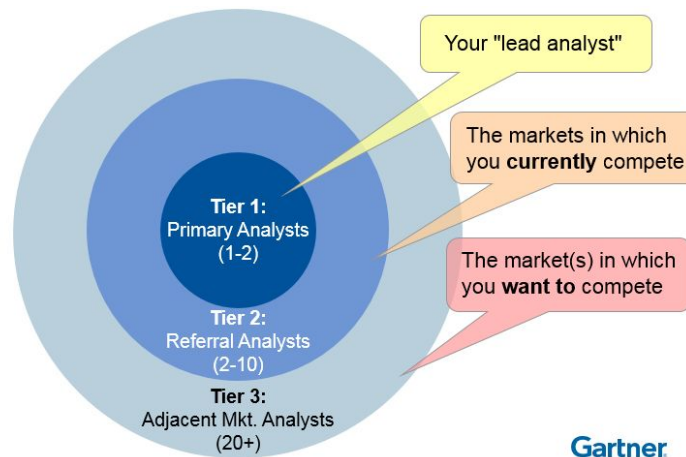 Your "lead analyst"
The markets in which
you currently compete
The market(s) in which
you want to compete
Tier 1:
Primary Analysts
(1-2)
Tier 2:
Referral Analysts
(2-10)
Tier 3:
Adjacent Mkt. Analysts
(20+)
Gartner